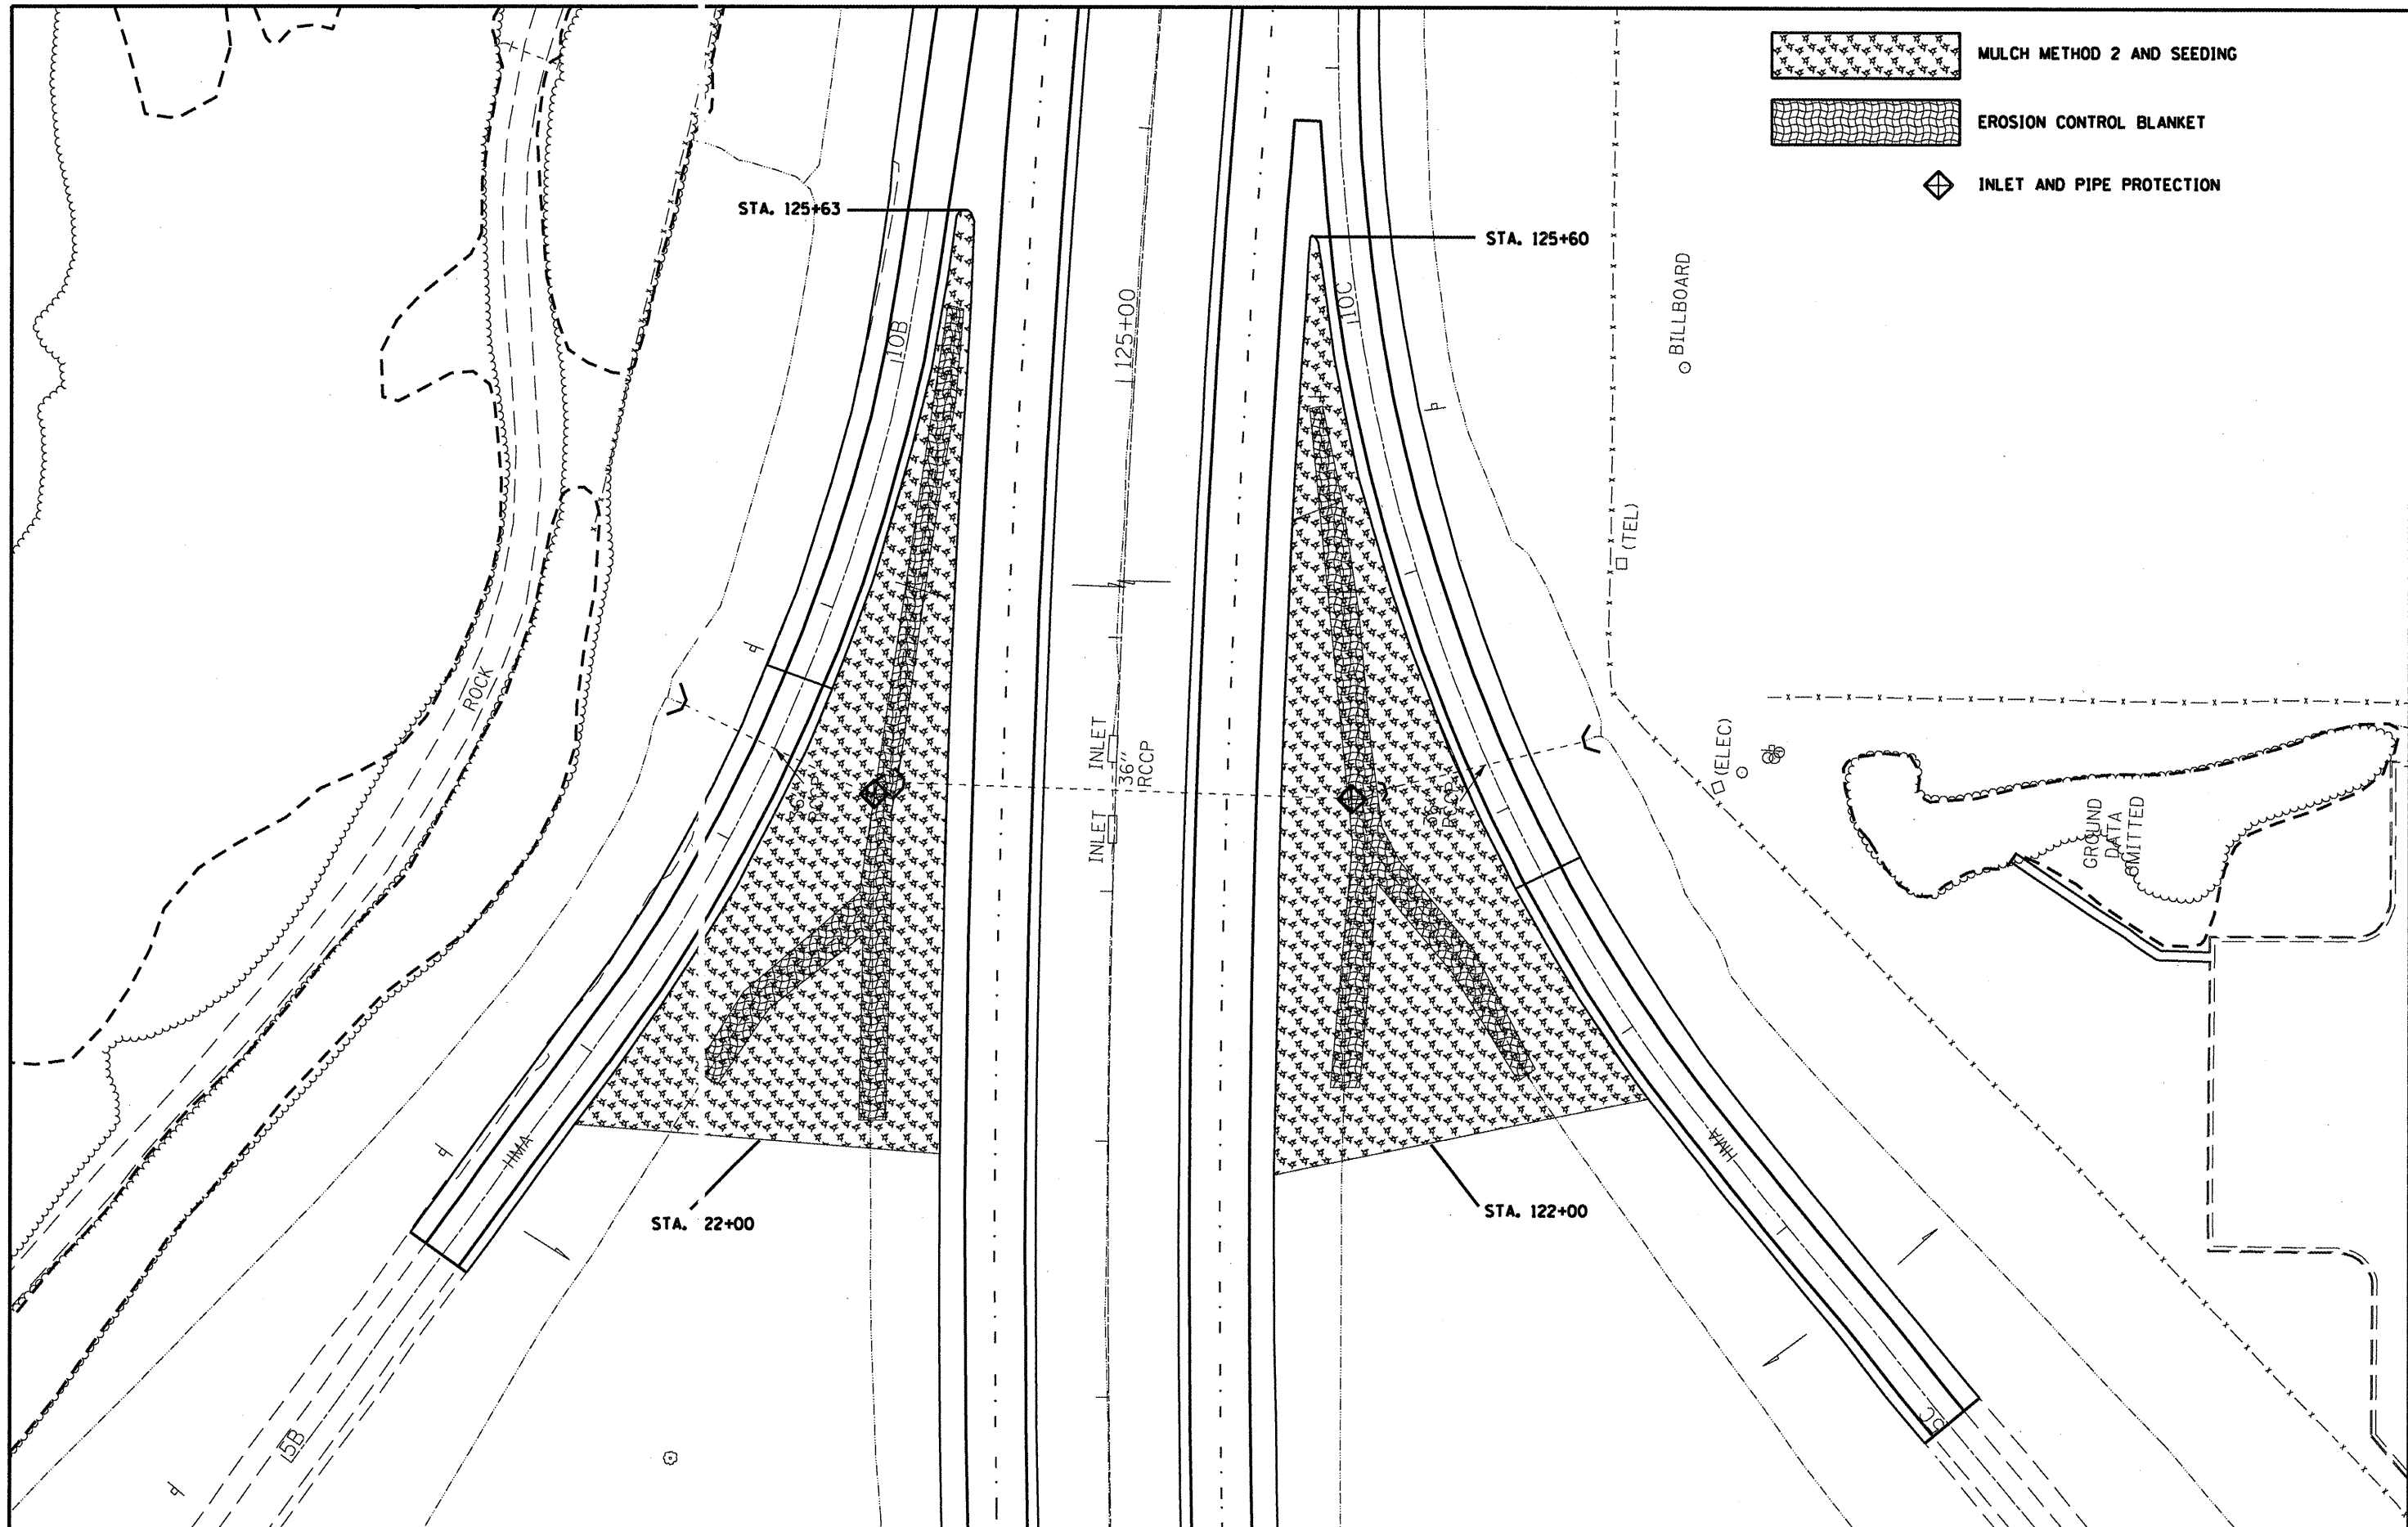 MULCH METHOD 2 AND SEEDING
EROSION CONTROL BLANKET
INLET AND PIPE PROTECTION
STA. 125+63
STA. 125+60
BILLBOARD
125+00
110B
110C
(TEL)
ROCK
INLET
36"
RCCP
INLET
(ELEC)
GROUND
DATA
OMITTED
HMA
HMA
STA. 22+00
STA. 122+00
15B
5C